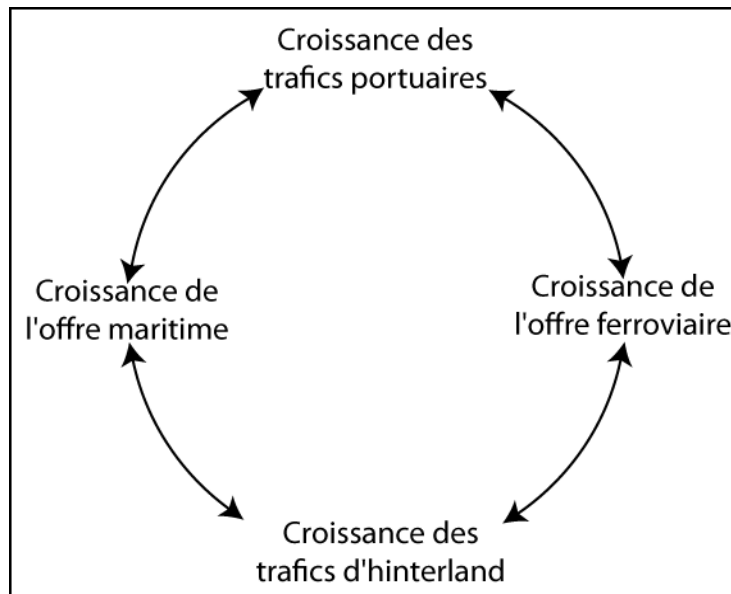 Croissance des
trafics portuaires
Croissance de
l'offre maritime
Croissance de
l'offre ferroviaire
Croissance des
trafics d'hinterland